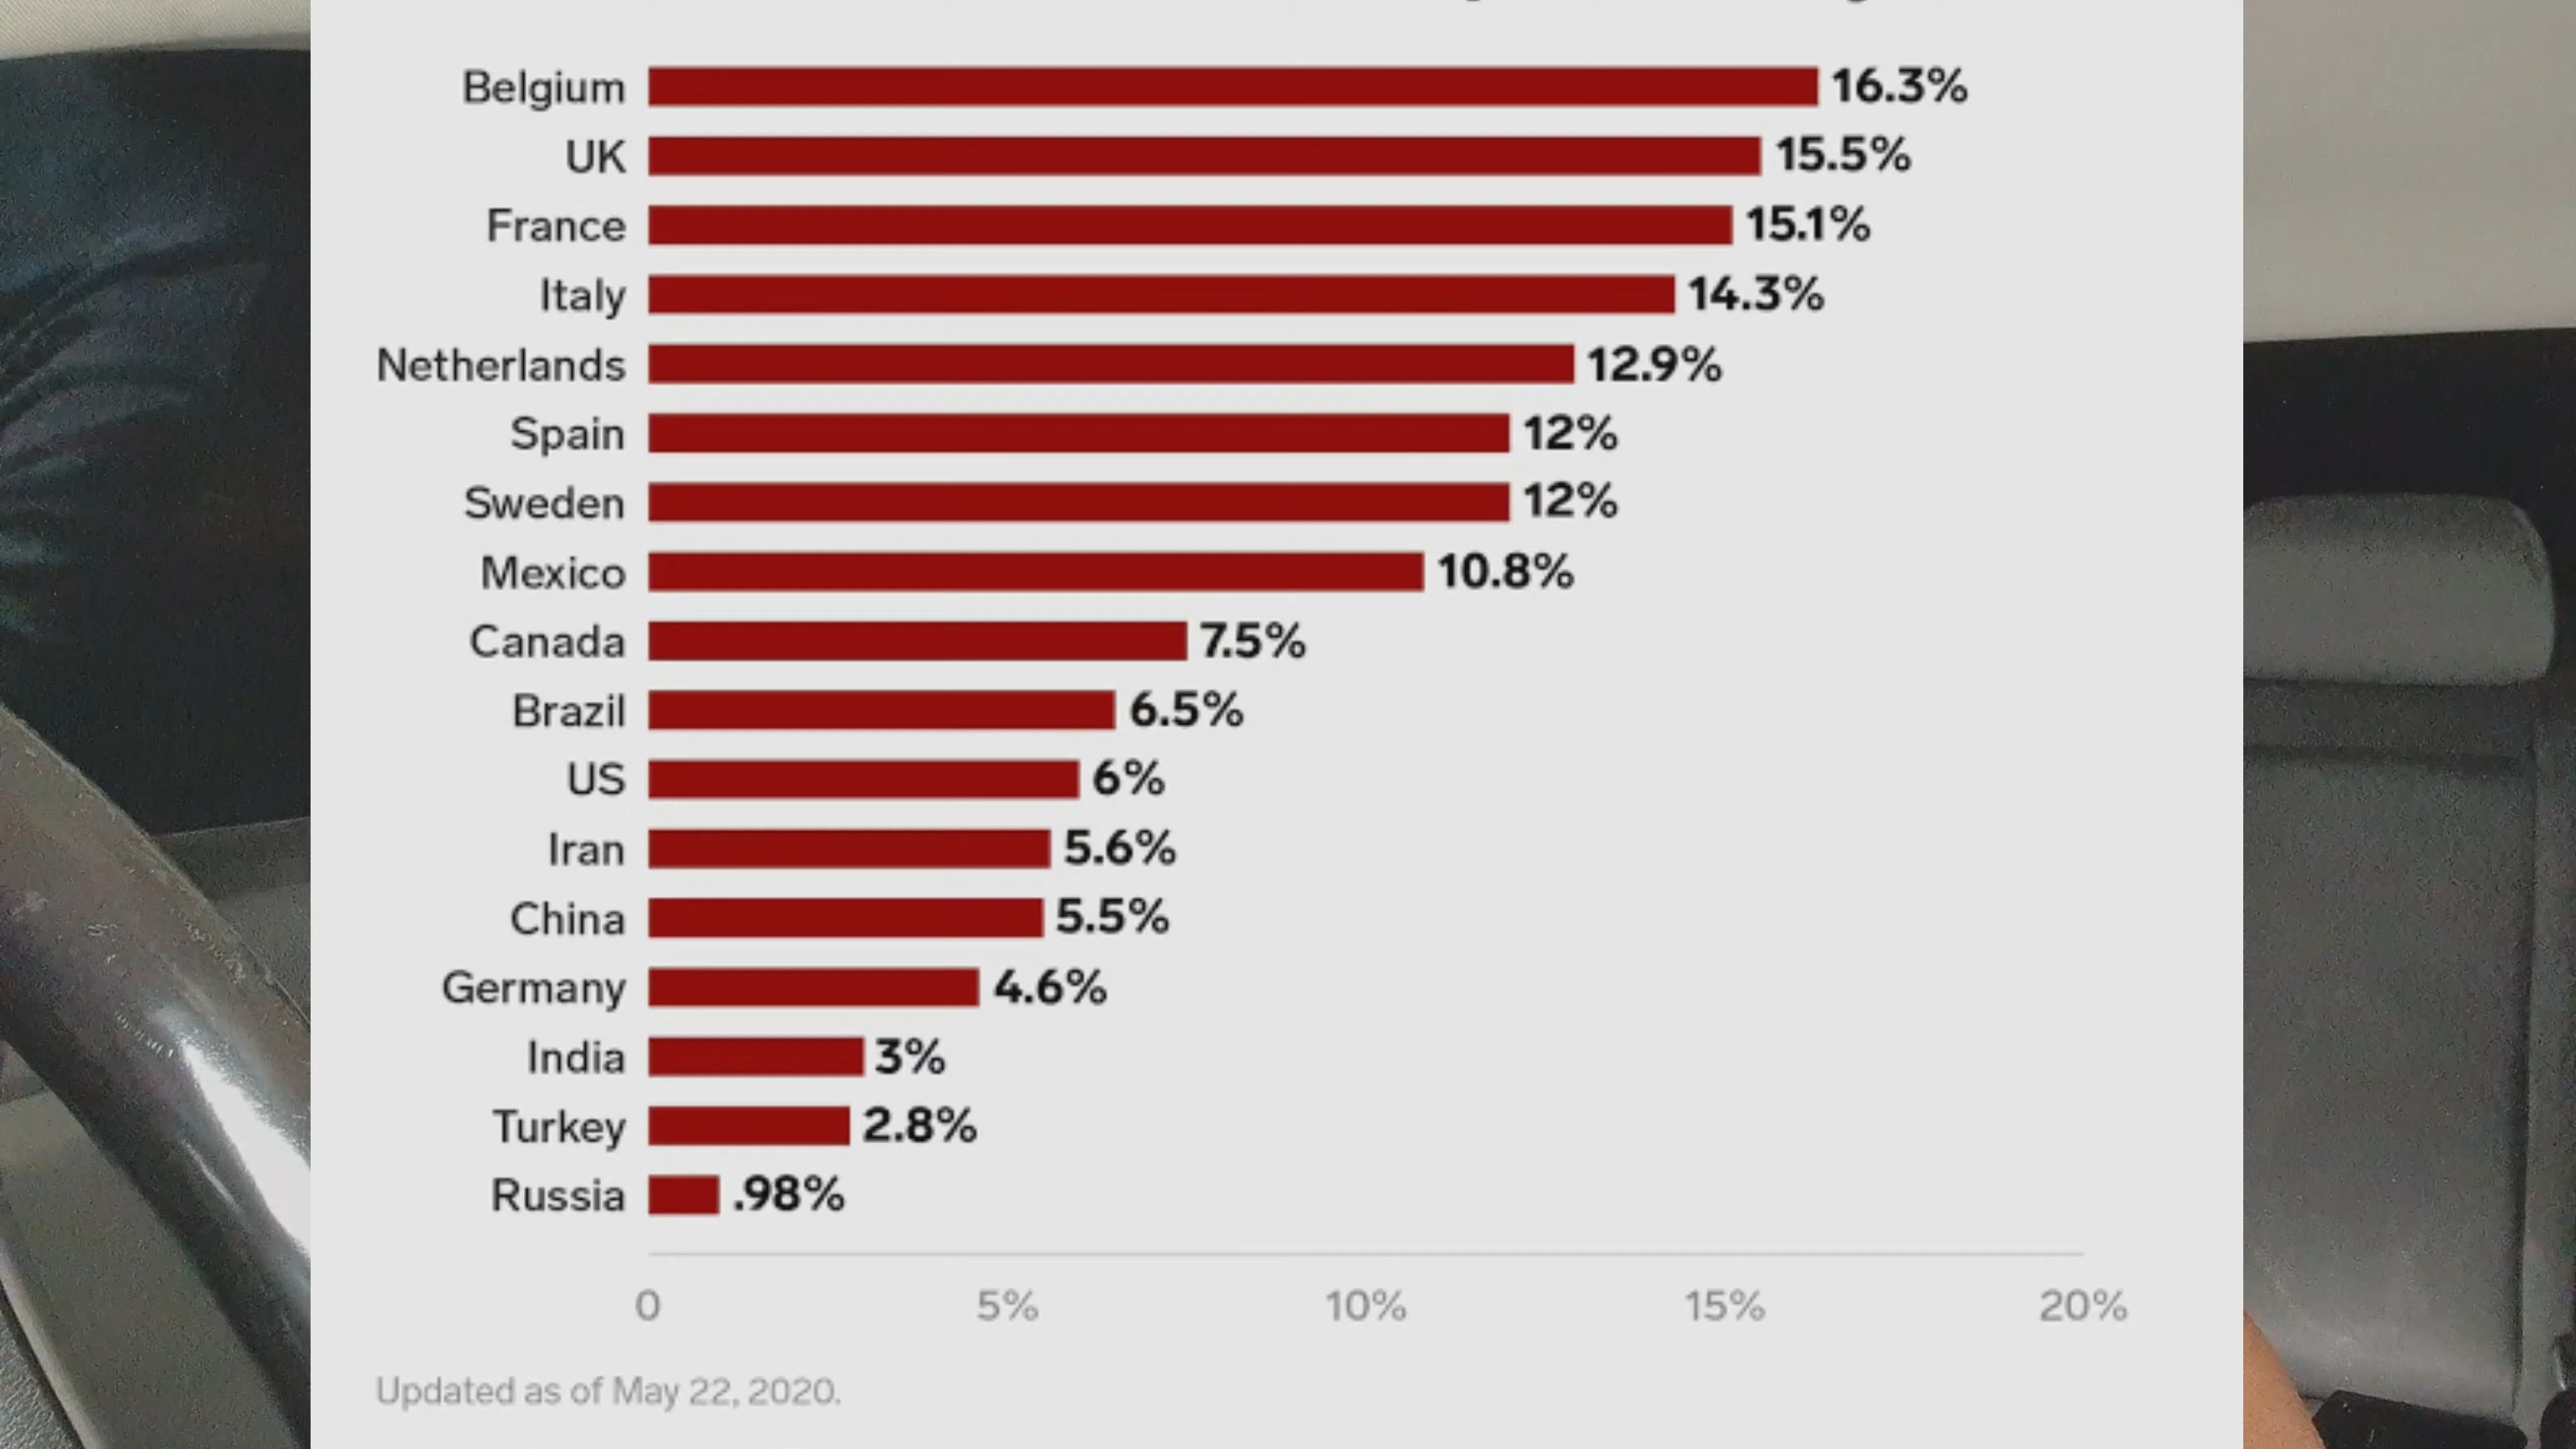 Belgium 16.3%
UK 15.5%
France 15.1%
Italy 14.3%
Netherlands 12.9%
Spain 12%
Sweden 12%
Mexico 10.8%
Canada 7.5%
Brazil 6.5%
US 6%
Iran 5.6%
China 5.5%
Germany 4.6%
India 3%
Turkey 2.8%
Russia .98%
0 5% 10% 15% 20%
Updated as of May 22, 2020.